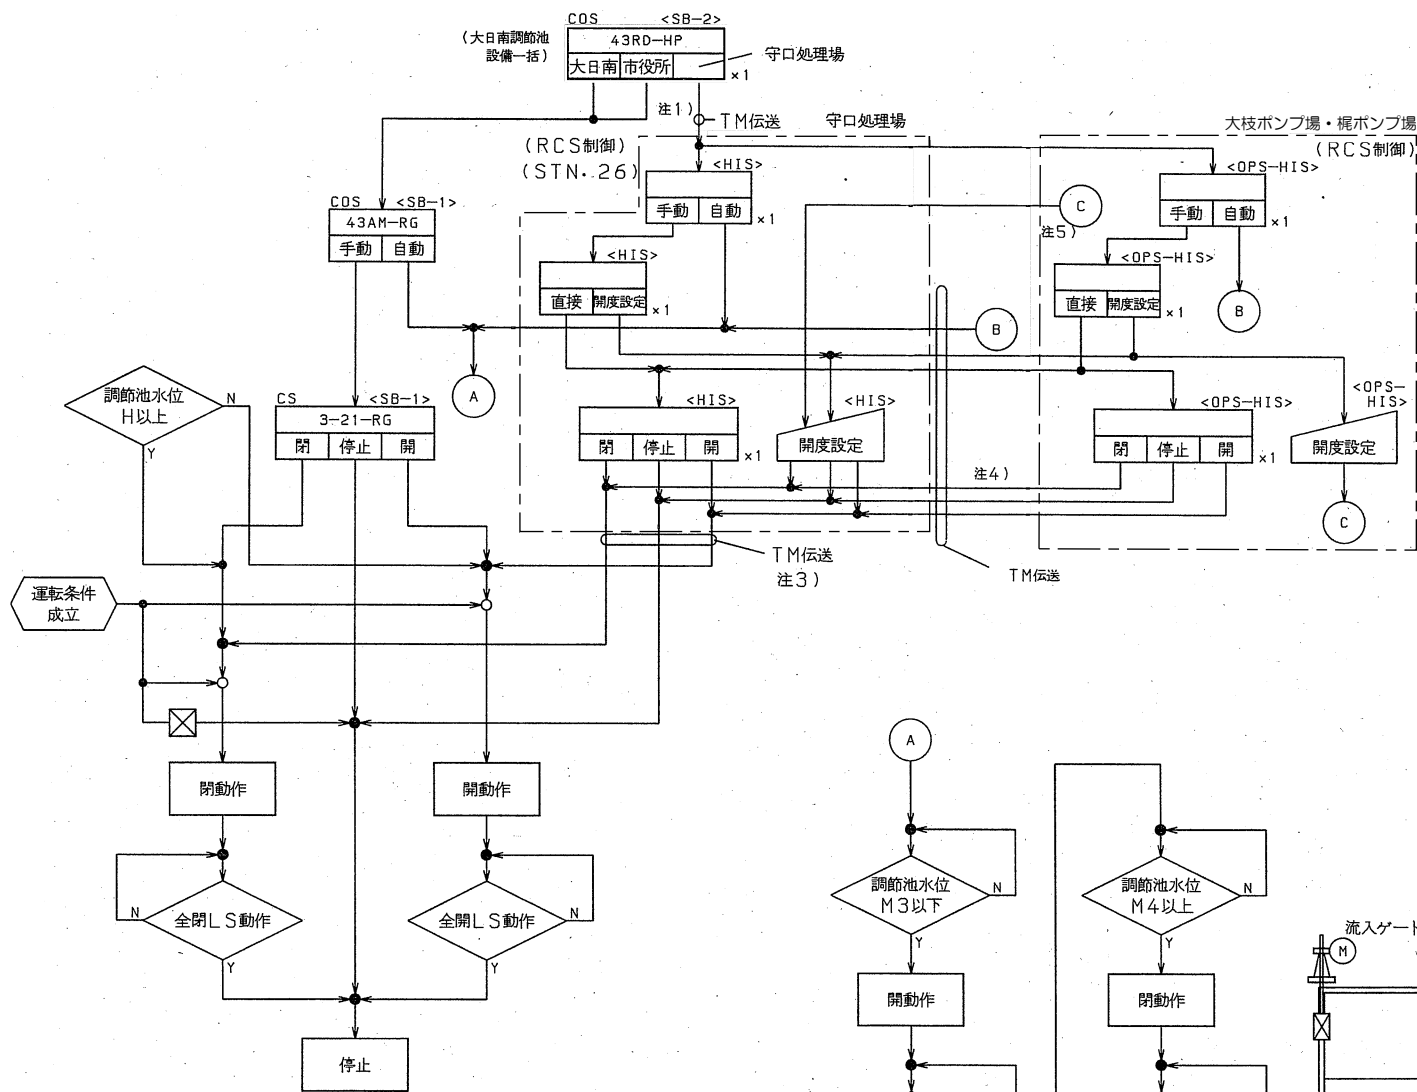 COS <SB-2>
(大日南調節池
設備一括)
43RD-HP
大日南 市役所
守口処理場
×1
注1)
TM伝送
守口処理場
大枝ポンプ場・梶ポンプ場
(RCS制御)
(RCS制御)
(STN.26)
<HIS>
手動 自動
×1
<OPS-HIS>
手動 自動
×1
COS <SB-1>
43AM-RG
手動 自動
C
注5)
<HIS>
直接 開度設定
×1
<OPS-HIS>
直接 開度設定
×1
B
B
A
調節池水位
H以上
N
Y
CS <SB-1>
3-21-RG
閉 停止 開
<HIS>
閉 停止 開
×1
<HIS>
開度設定
<OPS-HIS>
閉 停止 開
×1
<OPS-
HIS>
開度設定
注4)
C
TM伝送
注3)
TM伝送
運転条件
成立
閉動作
開動作
A
全閉LS動作
N
Y
全開LS動作
N
Y
調節池水位
M3以下
N
Y
調節池水位
M4以上
N
Y
流入ゲート
M
開動作
閉動作
停止